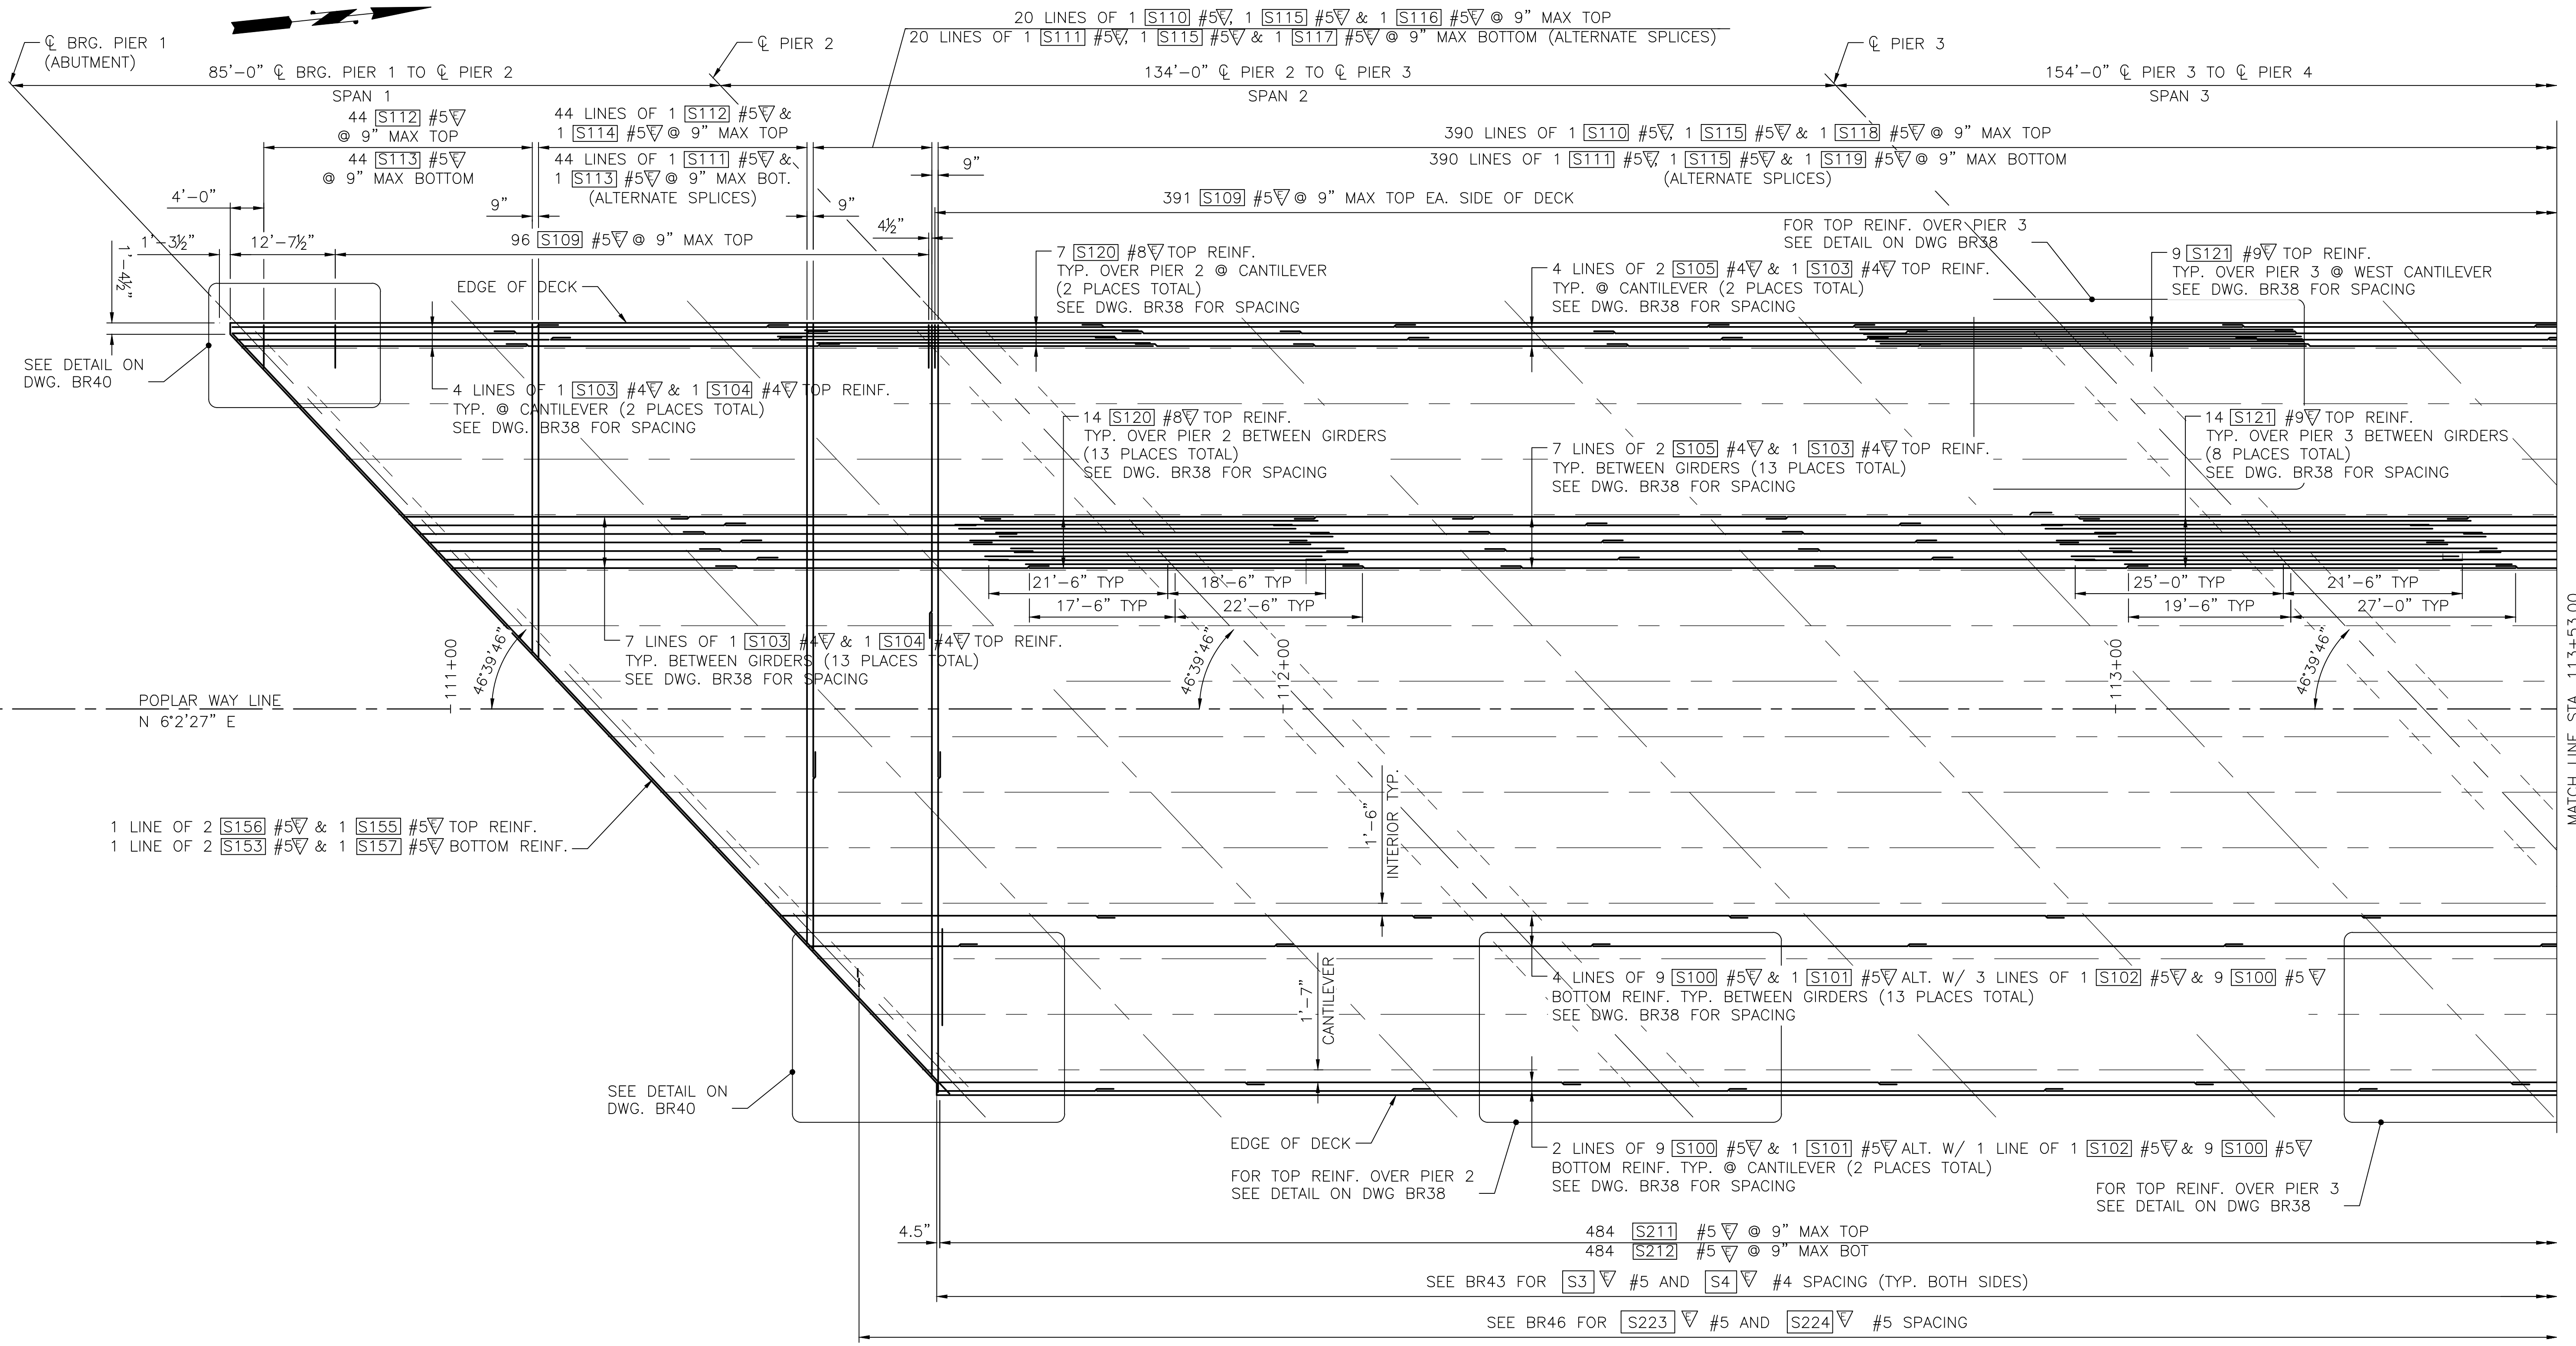 20 LINES OF 1 S110 #5 E, 1 S115 #5 E & 1 S116 #5 E @ 9" MAX TOP
20 LINES OF 1 S111 #5 E, 1 S115 #5 E & 1 S117 #5 E @ 9" MAX BOTTOM (ALTERNATE SPLICES)
℄ BRG. PIER 1
(ABUTMENT)
℄ PIER 2
℄ PIER 3
85'-0" ℄ BRG. PIER 1 TO ℄ PIER 2
SPAN 1
134'-0" ℄ PIER 2 TO ℄ PIER 3
SPAN 2
154'-0" ℄ PIER 3 TO ℄ PIER 4
SPAN 3
44 S112 #5 E
@ 9" MAX TOP
44 S113 #5 E
@ 9" MAX BOTTOM
44 LINES OF 1 S112 #5 E &
1 S114 #5 E @ 9" MAX TOP
44 LINES OF 1 S111 #5 E &
1 S113 #5 E @ 9" MAX BOT.
(ALTERNATE SPLICES)
390 LINES OF 1 S110 #5 E, 1 S115 #5 E & 1 S118 #5 E @ 9" MAX TOP
390 LINES OF 1 S111 #5 E, 1 S115 #5 E & 1 S119 #5 E @ 9" MAX BOTTOM
(ALTERNATE SPLICES)
9"
4'-0"
9"
9"
391 S109 #5 E @ 9" MAX TOP EA. SIDE OF DECK
1'-3½"
12'-7½"
96 S109 #5 E @ 9" MAX TOP
4½"
1'-4½"
FOR TOP REINF. OVER PIER 3
SEE DETAIL ON DWG BR38
7 S120 #8 E TOP REINF.
TYP. OVER PIER 2 @ CANTILEVER
(2 PLACES TOTAL)
SEE DWG. BR38 FOR SPACING
4 LINES OF 2 S105 #4 E & 1 S103 #4 E TOP REINF.
TYP. @ CANTILEVER (2 PLACES TOTAL)
SEE DWG. BR38 FOR SPACING
9 S121 #9 E TOP REINF.
TYP. OVER PIER 3 @ WEST CANTILEVER
SEE DWG. BR38 FOR SPACING
EDGE OF DECK
SEE DETAIL ON
DWG. BR40
4 LINES OF 1 S103 #4 E & 1 S104 #4 E TOP REINF.
TYP. @ CANTILEVER (2 PLACES TOTAL)
SEE DWG. BR38 FOR SPACING
14 S120 #8 E TOP REINF.
TYP. OVER PIER 2 BETWEEN GIRDERS
(13 PLACES TOTAL)
SEE DWG. BR38 FOR SPACING
7 LINES OF 2 S105 #4 E & 1 S103 #4 E TOP REINF.
TYP. BETWEEN GIRDERS (13 PLACES TOTAL)
SEE DWG. BR38 FOR SPACING
14 S121 #9 E TOP REINF.
TYP. OVER PIER 3 BETWEEN GIRDERS
(8 PLACES TOTAL)
SEE DWG. BR38 FOR SPACING
21'-6" TYP
18'-6" TYP
17'-6" TYP
22'-6" TYP
25'-0" TYP
21'-6" TYP
19'-6" TYP
27'-0" TYP
7 LINES OF 1 S103 #4 E & 1 S104 #4 E TOP REINF.
TYP. BETWEEN GIRDERS (13 PLACES TOTAL)
SEE DWG. BR38 FOR SPACING
111+00
46°39'46"
46°39'46"
112+00
113+00
46°39'46"
MATCH LINE STA. 113+53.00
POPLAR WAY LINE
N 6°2'27" E
1'-6"
INTERIOR TYP.
1 LINE OF 2 S156 #5 E & 1 S155 #5 E TOP REINF.
1 LINE OF 2 S153 #5 E & 1 S157 #5 E BOTTOM REINF.
1'-7"
CANTILEVER
4 LINES OF 9 S100 #5 E & 1 S101 #5 E ALT. W/ 3 LINES OF 1 S102 #5 E & 9 S100 #5 E
BOTTOM REINF. TYP. BETWEEN GIRDERS (13 PLACES TOTAL)
SEE DWG. BR38 FOR SPACING
SEE DETAIL ON
DWG. BR40
EDGE OF DECK
FOR TOP REINF. OVER PIER 2
SEE DETAIL ON DWG BR38
2 LINES OF 9 S100 #5 E & 1 S101 #5 E ALT. W/ 1 LINE OF 1 S102 #5 E & 9 S100 #5 E
BOTTOM REINF. TYP. @ CANTILEVER (2 PLACES TOTAL)
SEE DWG. BR38 FOR SPACING
FOR TOP REINF. OVER PIER 3
SEE DETAIL ON DWG BR38
4.5"
484 S211 #5 E @ 9" MAX TOP
484 S212 #5 E @ 9" MAX BOT
SEE BR43 FOR S3 E #5 AND S4 E #4 SPACING (TYP. BOTH SIDES)
SEE BR46 FOR S223 E #5 AND S224 E #5 SPACING